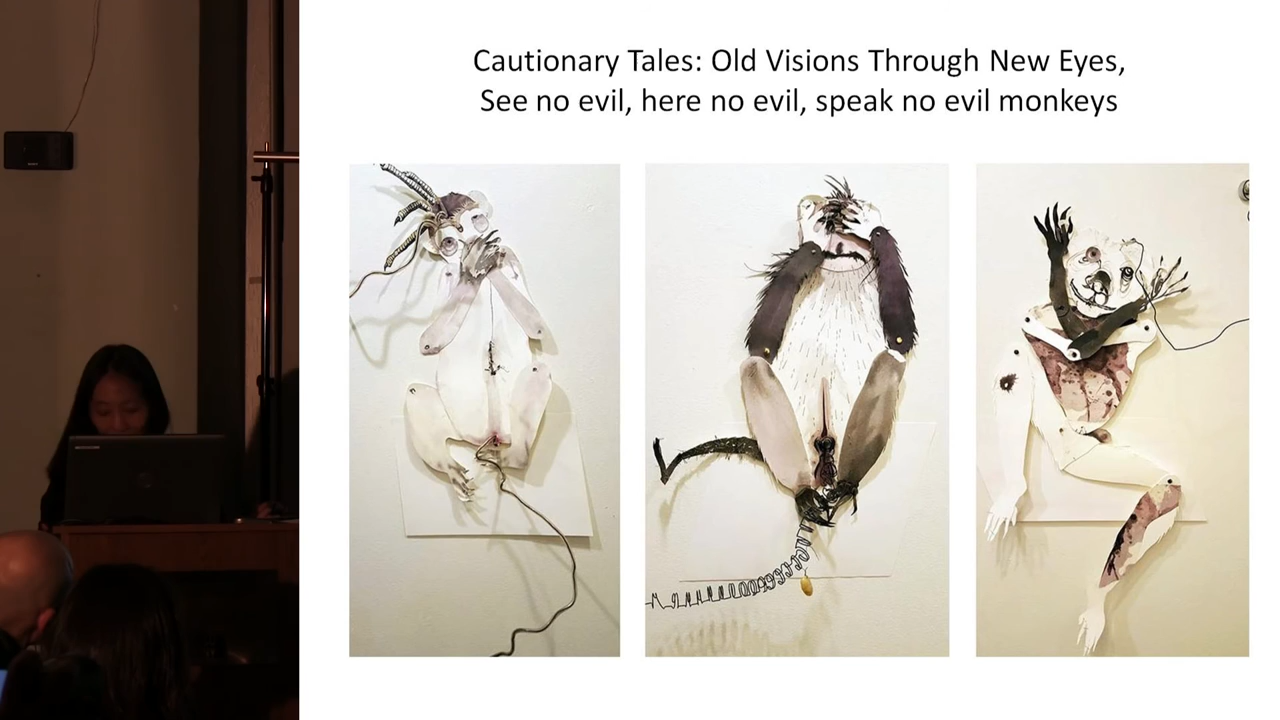 Cautionary Tales: Old Visions Through New Eyes,
See no evil, here no evil, speak no evil monkeys